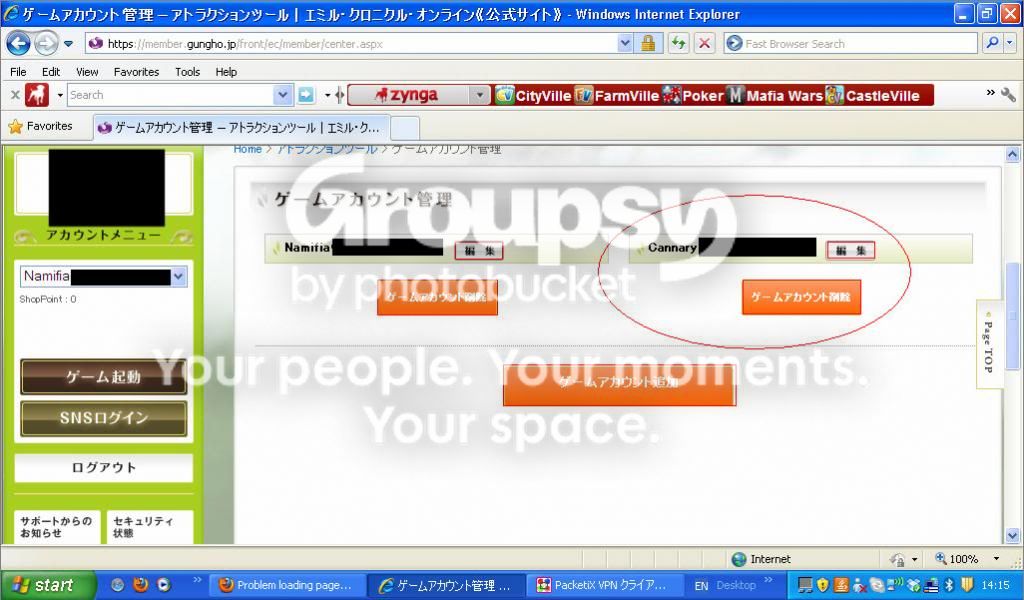 ゲームアカウント管理 – アトラクションツール | エミル・クロニクル・オンライン《公式サイト》 - Windows Internet Explorer
https://member.gungho.jp/front/ec/member/center.aspx
Fast Browser Search
File Edit View Favorites Tools Help
Search
zynga
CityVille FarmVille Poker Mafia Wars CastleVille
Favorites
ゲームアカウント管理 – アトラクションツール | エミル・ク...
Home > アトラクションツール > ゲームアカウント管理
ゲームアカウント管理
アカウントメニュー
Namifia 編 集
Cannary 編 集
Namifia
ShopPoint : 0
ゲームアカウント削除
ゲームアカウント削除
Groupsy
by photobucket
Page TOP
ゲーム起動
Your people. Your moments.
Your space.
ゲームアカウント追加
SNSログイン
ログアウト
サポートからの
お知らせ
セキュリティ
状態
Internet
100%
start
Problem loading page...
ゲームアカウント管理 ...
PacketiX VPN クライア...
EN
Desktop
14:15